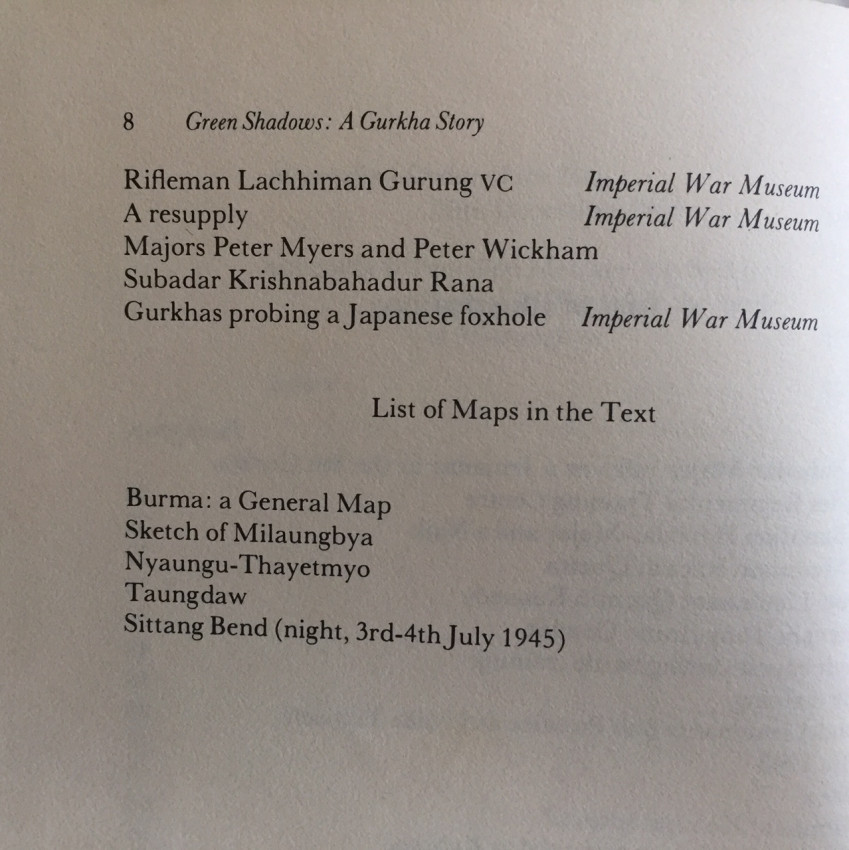 8 Green Shadows: A Gurkha Story
Rifleman Lachhiman Gurung VC Imperial War Museum
A resupply Imperial War Museum
Majors Peter Myers and Peter Wickham
Subadar Krishnabahadur Rana
Gurkhas probing a Japanese foxhole Imperial War Museum
List of Maps in the Text
Burma: a General Map
Sketch of Milaungbya
Nyaungu-Thayetmyo
Taungdaw
Sittang Bend (night, 3rd-4th July 1945)